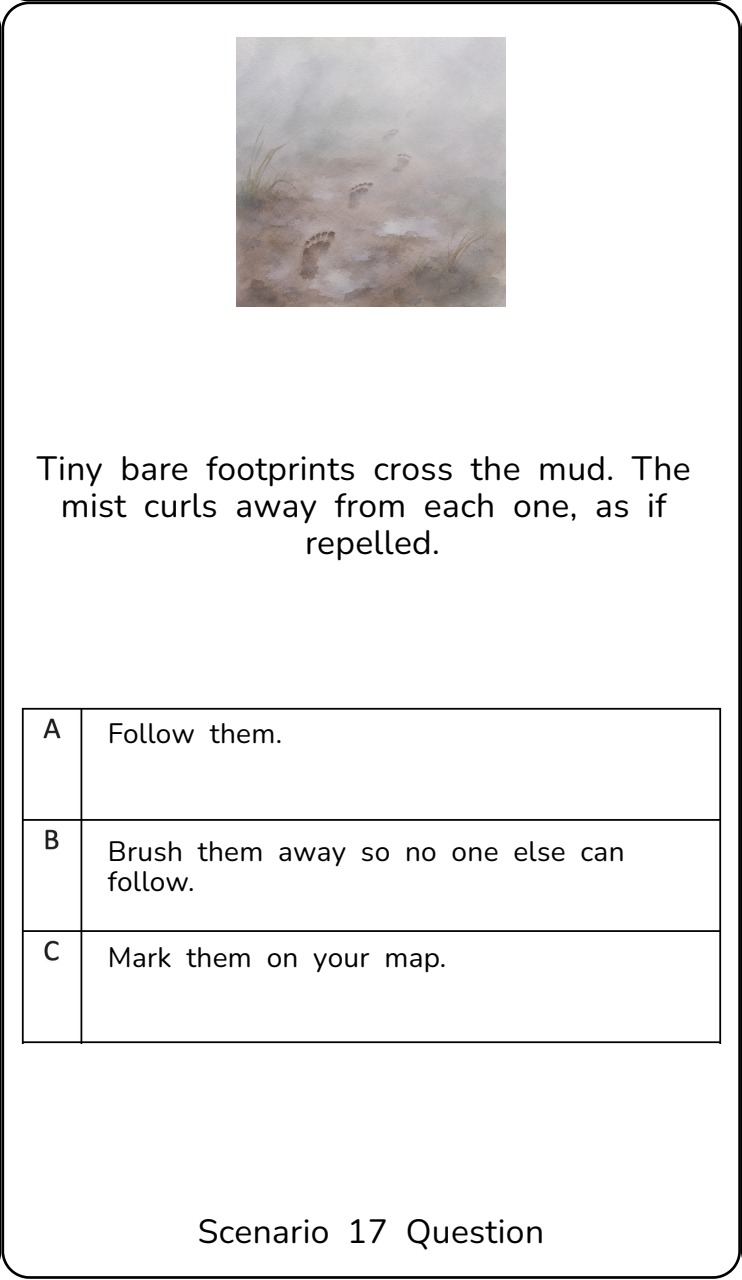 Tiny bare footprints cross the mud. The
mist curls away from each one, as if
repelled.
A
Follow them.
B
Brush them away so no one else can
follow.
C
Mark them on your map.
Scenario 17 Question